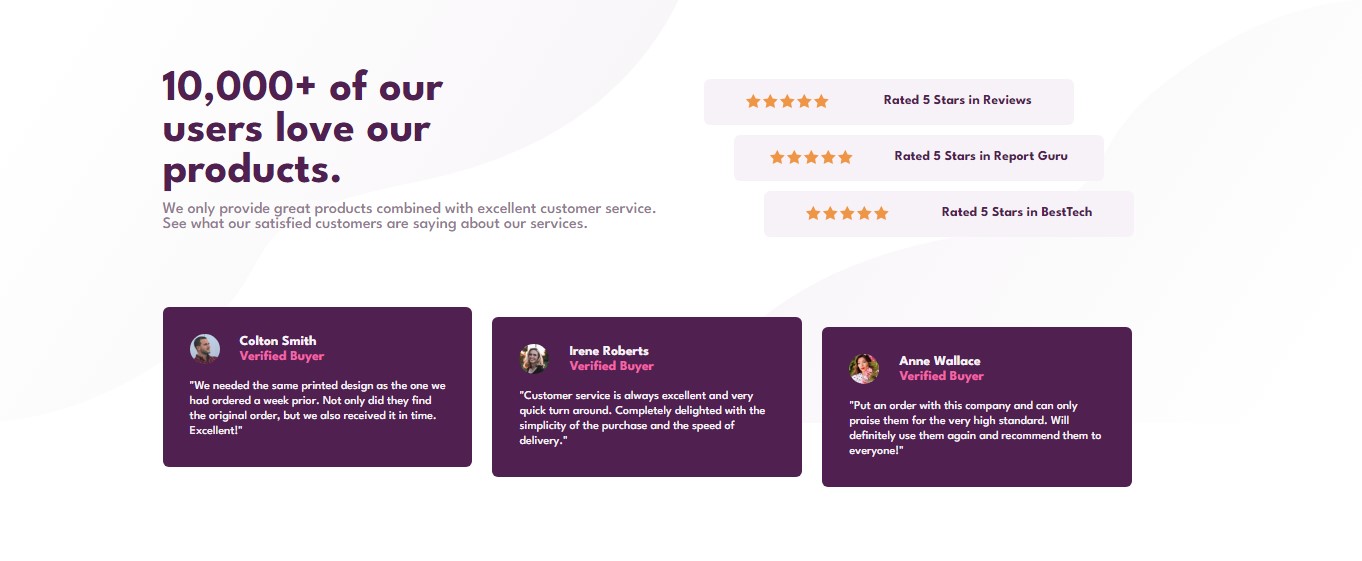 10,000+ of our
users love our
products.
We only provide great products combined with excellent customer service.
See what our satisfied customers are saying about our services.
Rated 5 Stars in Reviews
Rated 5 Stars in Report Guru
Rated 5 Stars in BestTech
Colton Smith
Verified Buyer
"We needed the same printed design as the one we
had ordered a week prior. Not only did they find
the original order, but we also received it in time.
Excellent!"
Irene Roberts
Verified Buyer
"Customer service is always excellent and very
quick turn around. Completely delighted with the
simplicity of the purchase and the speed of
delivery."
Anne Wallace
Verified Buyer
"Put an order with this company and can only
praise them for the very high standard. Will
definitely use them again and recommend them to
everyone!"